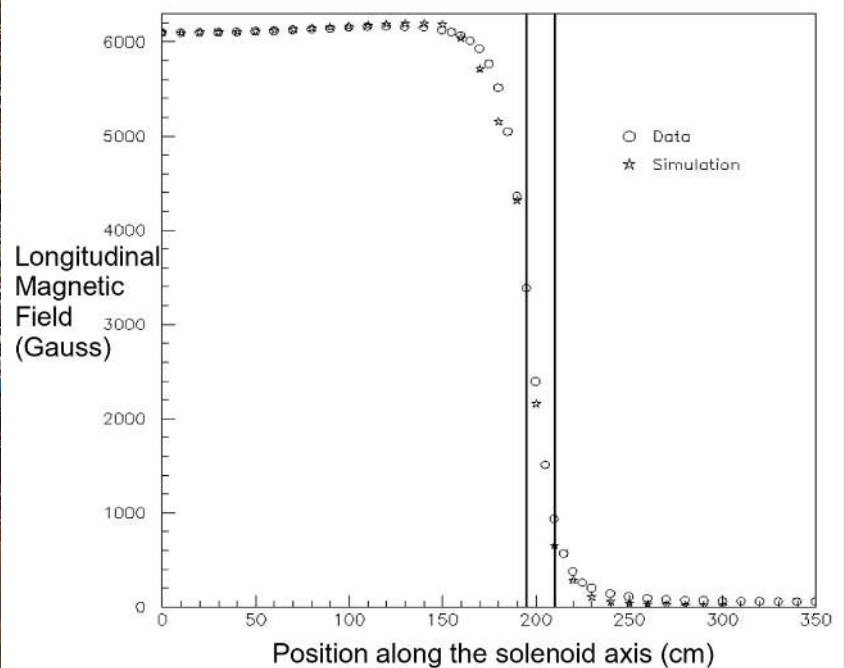 6000
5000
4000
Longitudinal
Magnetic
Field
3000
(Gauss)
2000
1000
0
Data
Simulation
0 50 100 150 200 250 300 350
Position along the solenoid axis (cm)